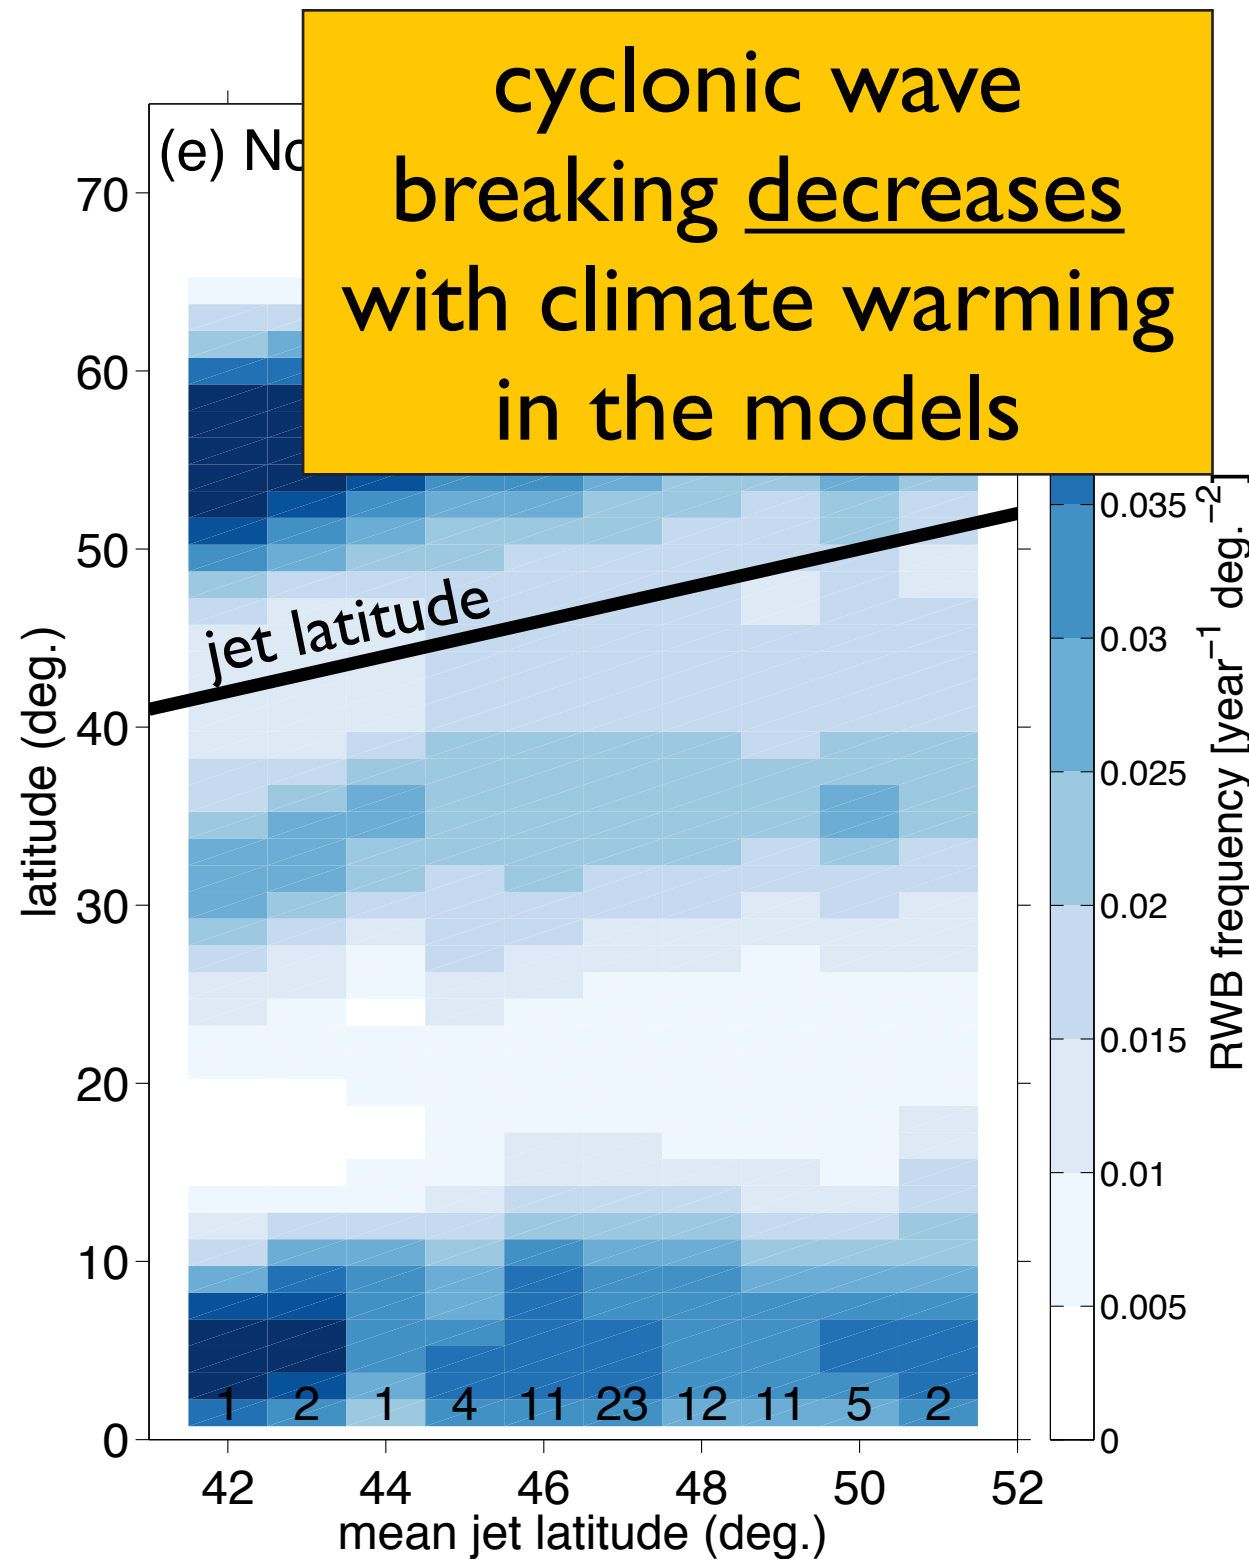 cyclonic wave
breaking decreases
with climate warming
in the models
(e)
70
60
50
40
30
20
10
0
latitude (deg.)
jet latitude
1 2 1 4 11 23 12 11 5 2
42 44 46 48 50 52
mean jet latitude (deg.)
0.035
0.03
0.025
0.02
0.015
0.01
0.005
0
RWB frequency [year⁻¹ deg.⁻²]